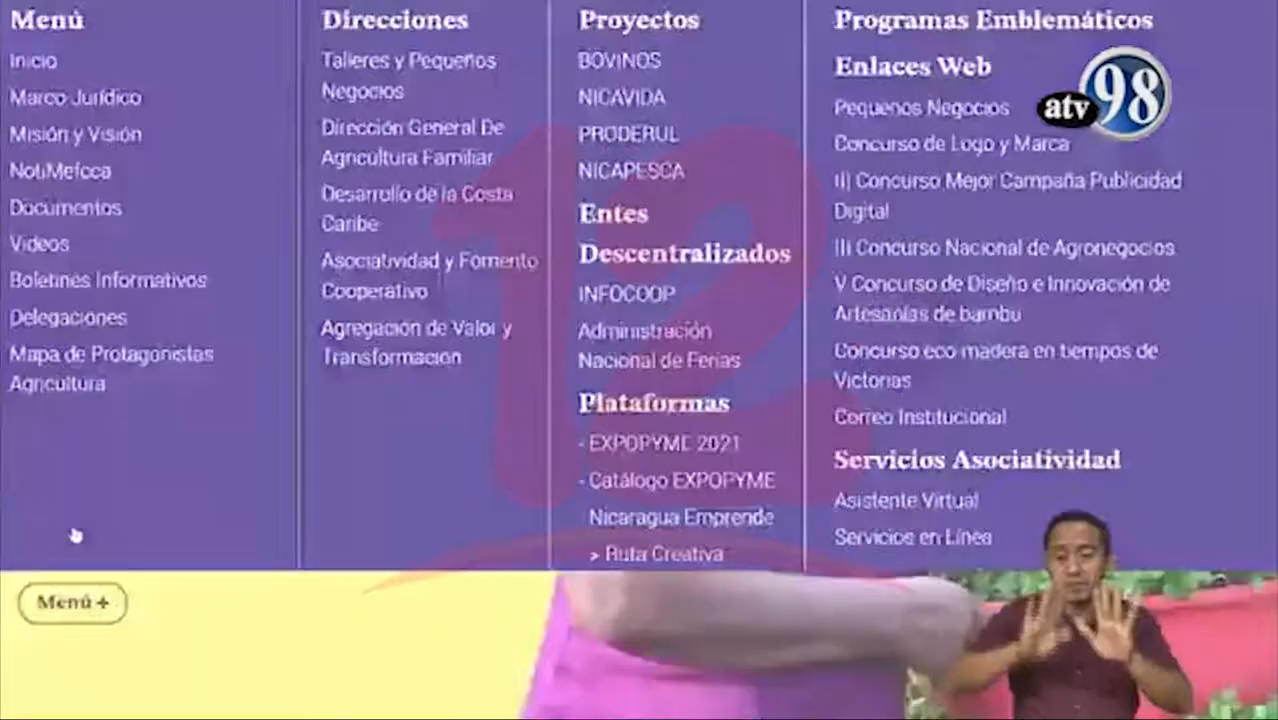 Menú
Inicio
Marco Jurídico
Misión y Visión
NotiMefcca
Documentos
Videos
Boletines Informativos
Delegaciones
Mapa de Protagonistas
Agricultura
Direcciones
Talleres y Pequeños
Negocios
Dirección General De
Agricultura Familiar
Desarrollo de la Costa
Caribe
Asociatividad y Fomento
Cooperativo
Agregación de Valor y
Transformación
Proyectos
BOVINOS
NICAVIDA
PRODERUL
NICAPESCA
Entes
Descentralizados
INFOCOOP
Administración
Nacional de Ferias
Plataformas
- EXPOPYME 2021
- Catálogo EXPOPYME
Nicaragua Emprende
> Ruta Creativa
Programas Emblemáticos
Enlaces Web
Pequenos Negocios
Concurso de Logo y Marca
II| Concurso Mejor Campaña Publicidad
Digital
III Concurso Nacional de Agronegocios
V Concurso de Diseño e Innovación de
Artesanías de bambu
Concurso eco madera en tiempos de
Victorias
Correo Institucional
Servicios Asociatividad
Asistente Virtual
Servicios en Línea
atv 98
12
Menú +